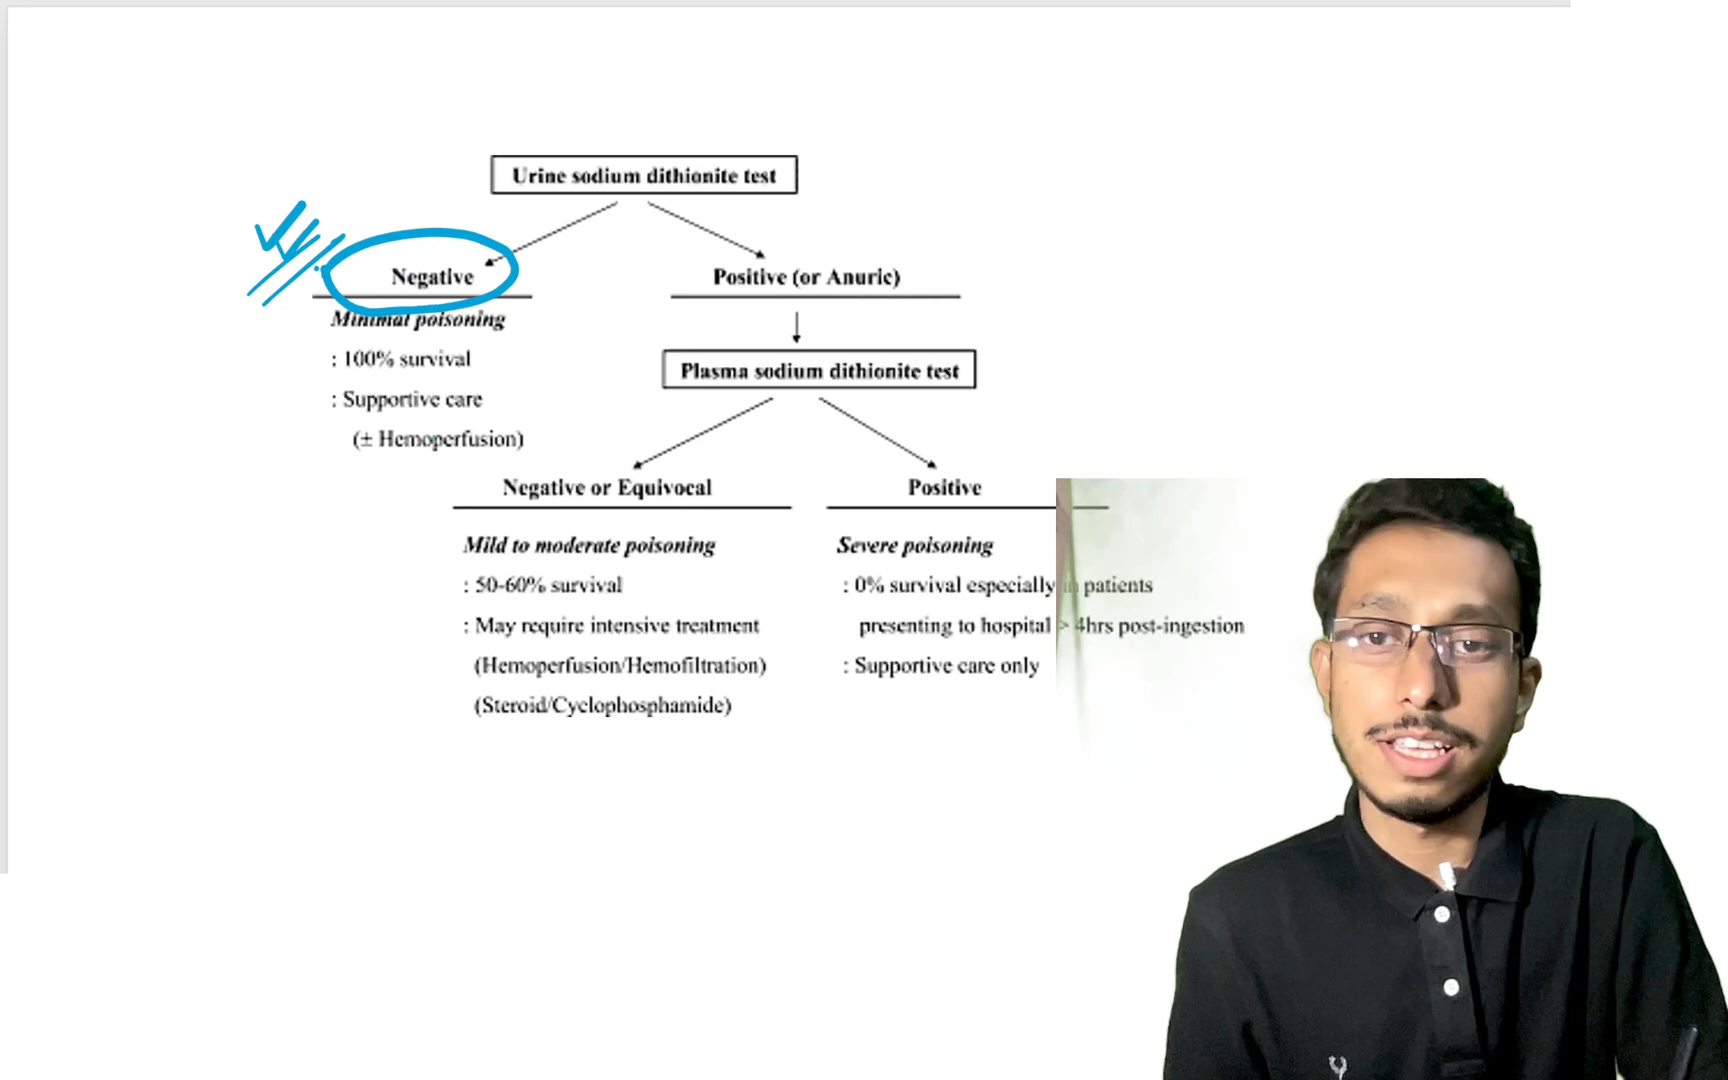 Urine sodium dithionite test
Negative
Positive (or Anuric)
Minimal poisoning
: 100% survival
: Supportive care
(± Hemoperfusion)
Plasma sodium dithionite test
Negative or Equivocal
Positive
Mild to moderate poisoning
: 50-60% survival
: May require intensive treatment
(Hemoperfusion/Hemofiltration)
(Steroid/Cyclophosphamide)
Severe poisoning
: 0% survival especially in patients
presenting to hospital > 4hrs post-ingestion
: Supportive care only